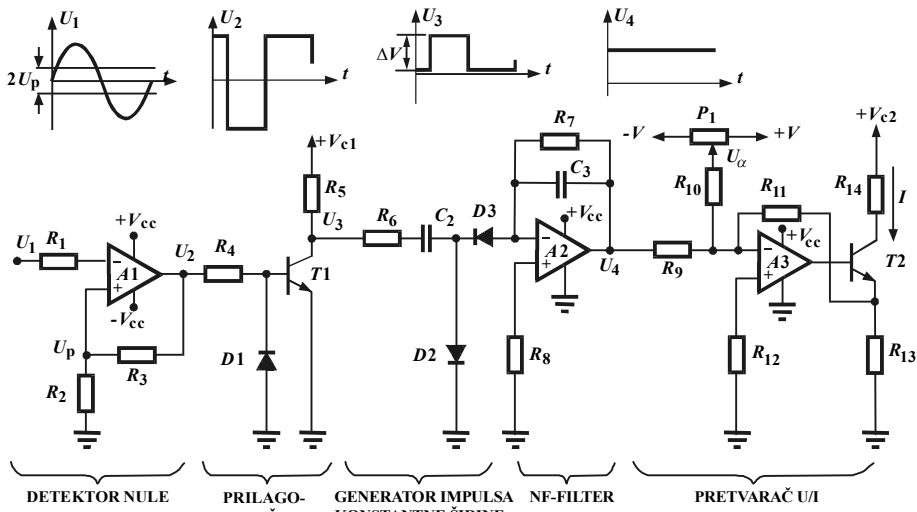 U1
U2
U3
U4
2Up
t
t
ΔV
t
t
+Vc1
R5
U3
R6
C2
D3
R7
C3
+Vcc
A2
U4
-V
P1
+V
Uα
R10
R11
+Vc2
R14
I
U1
R1
+Vcc
A1
-Vcc
U2
R4
T1
R9
+Vcc
A3
T2
Up
R3
R2
D1
D2
R8
R12
R13
DETEKTOR NULE
PRILAGO-
GENERATOR IMPULSA
NF-FILTER
PRETVARAČ U/I